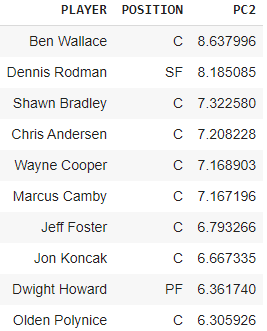 PLAYER POSITION PC2
Ben Wallace C 8.637996
Dennis Rodman SF 8.185085
Shawn Bradley C 7.322580
Chris Andersen C 7.208228
Wayne Cooper C 7.168903
Marcus Camby C 7.167196
Jeff Foster C 6.793266
Jon Koncak C 6.667335
Dwight Howard PF 6.361740
Olden Polynice C 6.305926